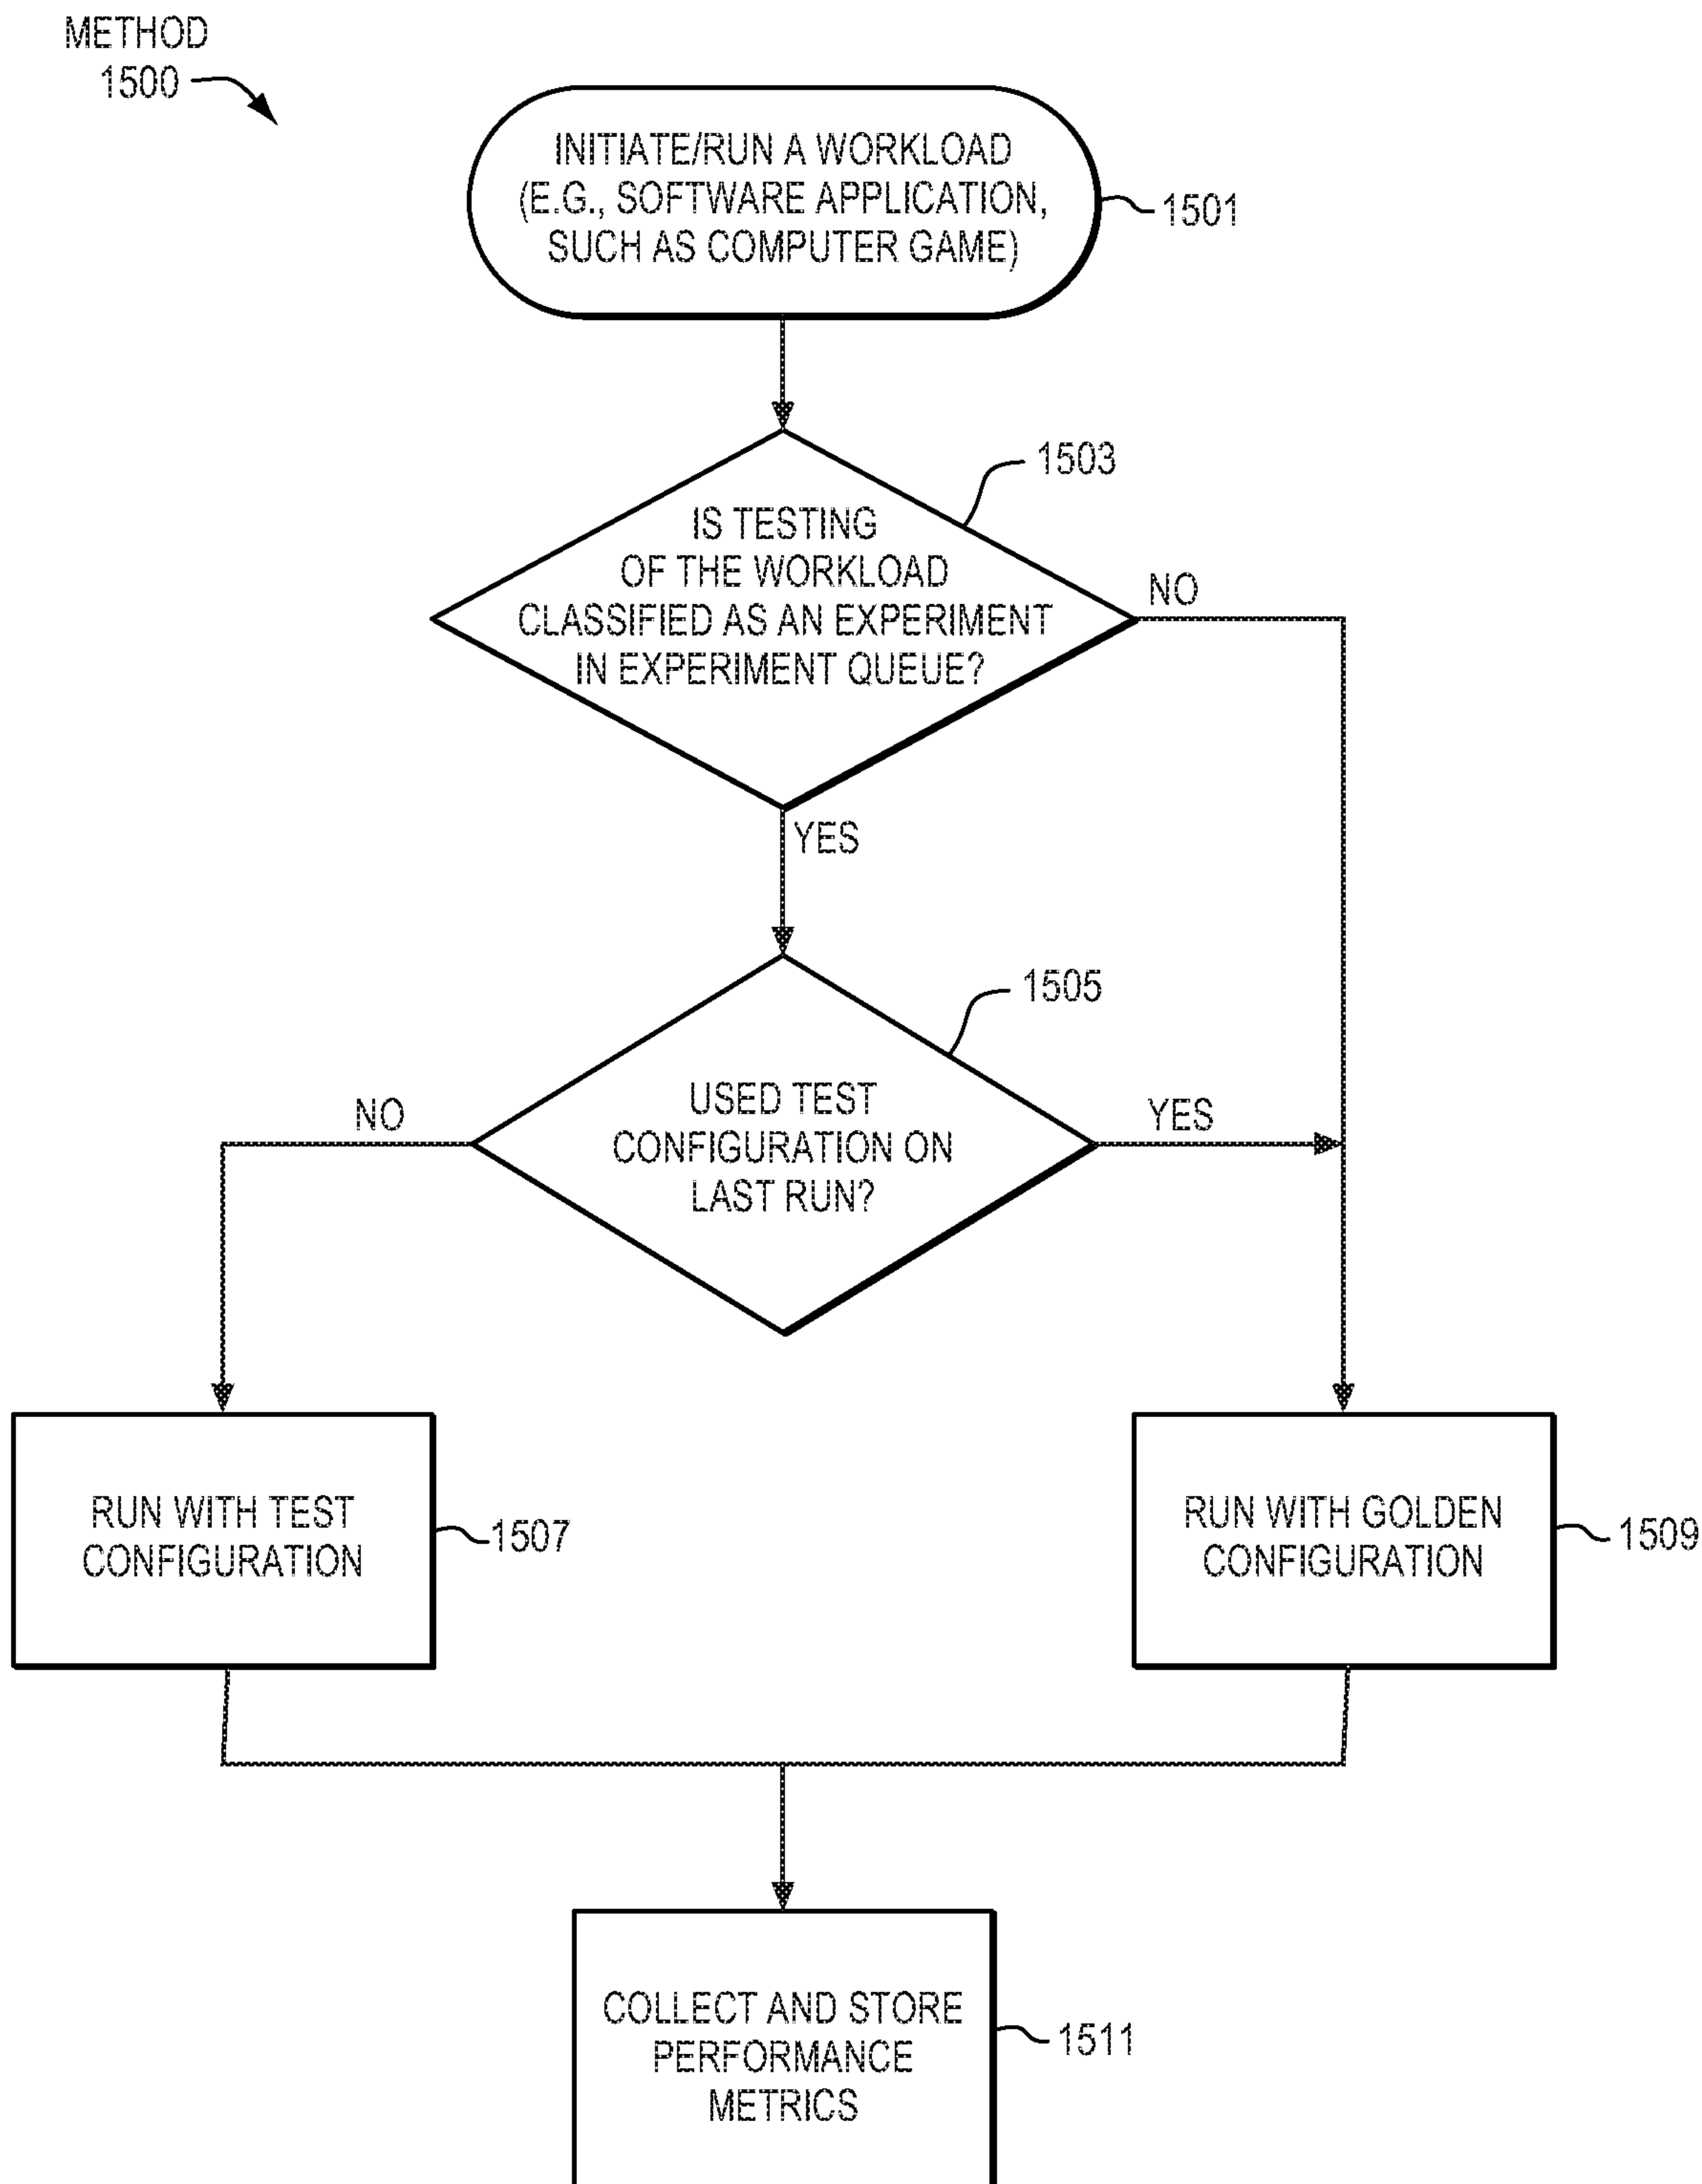 METHOD
1500
INITIATE/RUN A WORKLOAD
(E.G., SOFTWARE APPLICATION,
SUCH AS COMPUTER GAME)
1501
1503
IS TESTING
OF THE WORKLOAD
CLASSIFIED AS AN EXPERIMENT
IN EXPERIMENT QUEUE?
NO
YES
1505
USED TEST
CONFIGURATION ON
LAST RUN?
NO
YES
RUN WITH TEST
CONFIGURATION
1507
RUN WITH GOLDEN
CONFIGURATION
1509
COLLECT AND STORE
PERFORMANCE
METRICS
1511